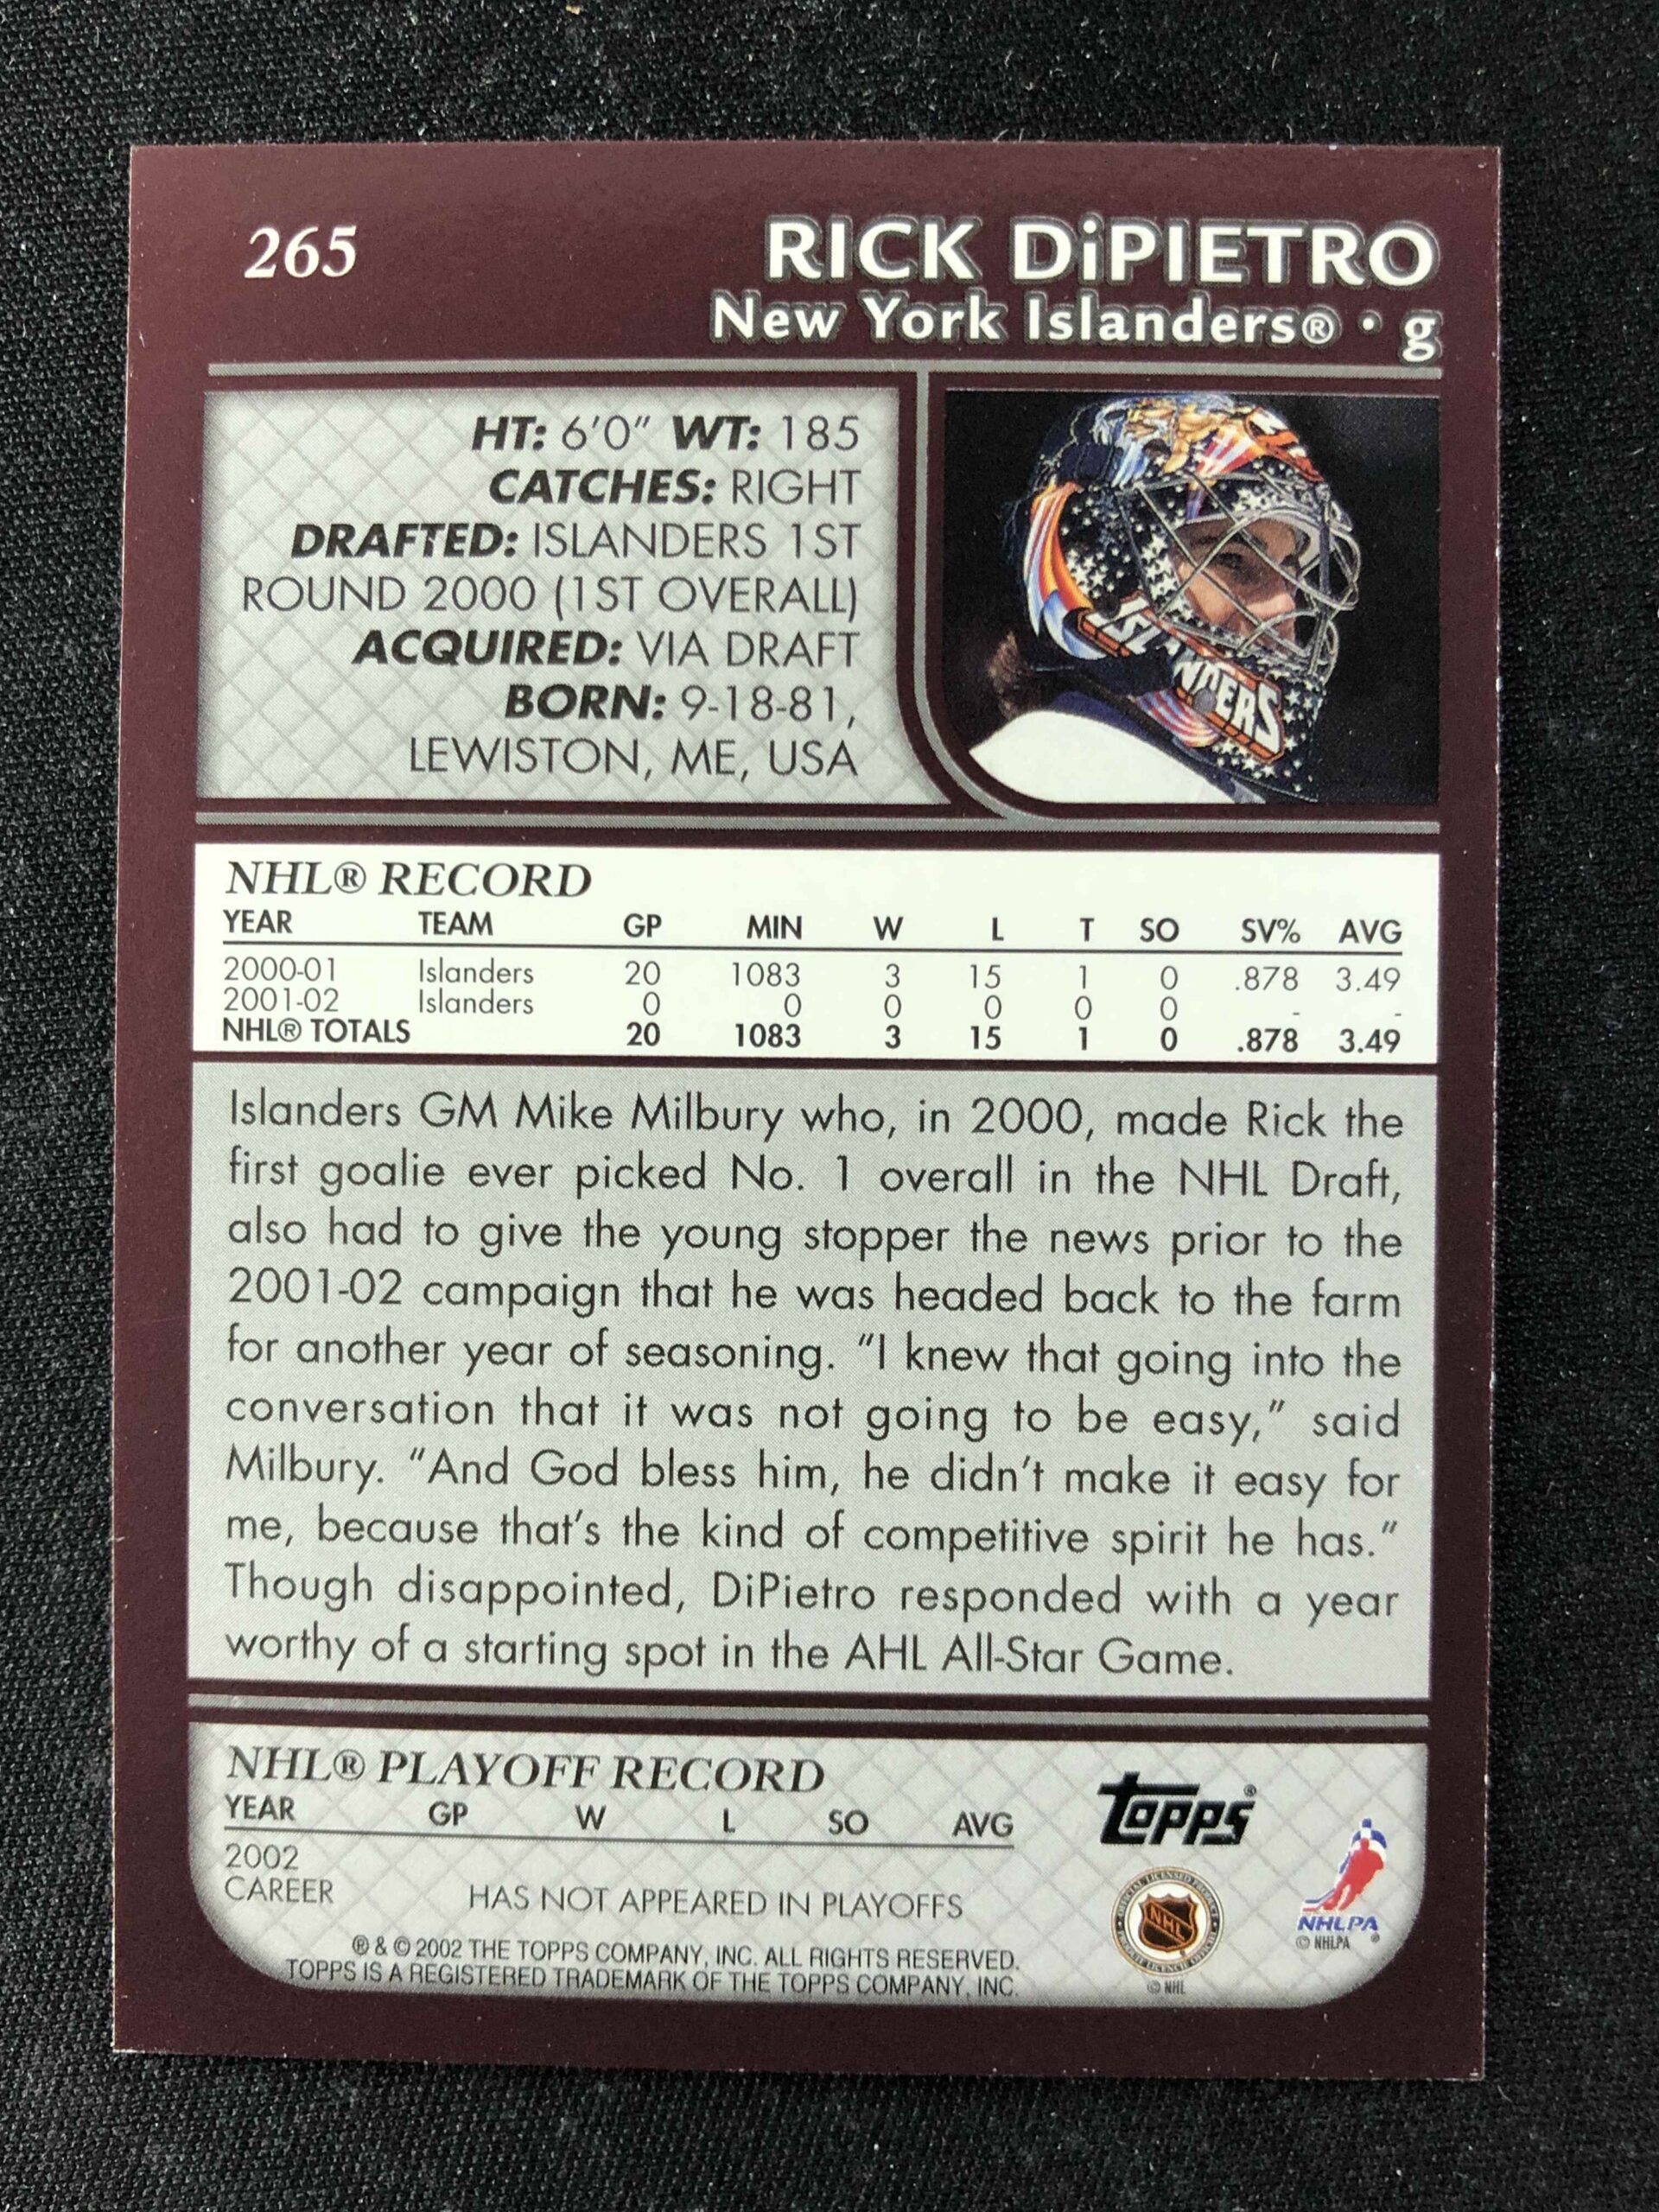 265
RICK DiPIETRO
New York Islanders® • g
HT: 6'0" WT: 185
CATCHES: RIGHT
DRAFTED: ISLANDERS 1ST
ROUND 2000 (1ST OVERALL)
ACQUIRED: VIA DRAFT
BORN: 9-18-81,
LEWISTON, ME, USA
ISLANDERS
NHL® RECORD
YEAR TEAM GP MIN W L T SO SV% AVG
2000-01 Islanders 20 1083 3 15 1 0 .878 3.49
2001-02 Islanders 0 0 0 0 0 0 - -
NHL® TOTALS 20 1083 3 15 1 0 .878 3.49
Islanders GM Mike Milbury who, in 2000, made Rick the
first goalie ever picked No. 1 overall in the NHL Draft,
also had to give the young stopper the news prior to the
2001-02 campaign that he was headed back to the farm
for another year of seasoning. "I knew that going into the
conversation that it was not going to be easy," said
Milbury. "And God bless him, he didn't make it easy for
me, because that's the kind of competitive spirit he has."
Though disappointed, DiPietro responded with a year
worthy of a starting spot in the AHL All-Star Game.
NHL® PLAYOFF RECORD
YEAR GP W L SO AVG
2002
CAREER HAS NOT APPEARED IN PLAYOFFS
® & © 2002 THE TOPPS COMPANY, INC. ALL RIGHTS RESERVED.
TOPPS IS A REGISTERED TRADEMARK OF THE TOPPS COMPANY, INC.
Topps®
NHL
© NHL
NHLPA®
© NHLPA